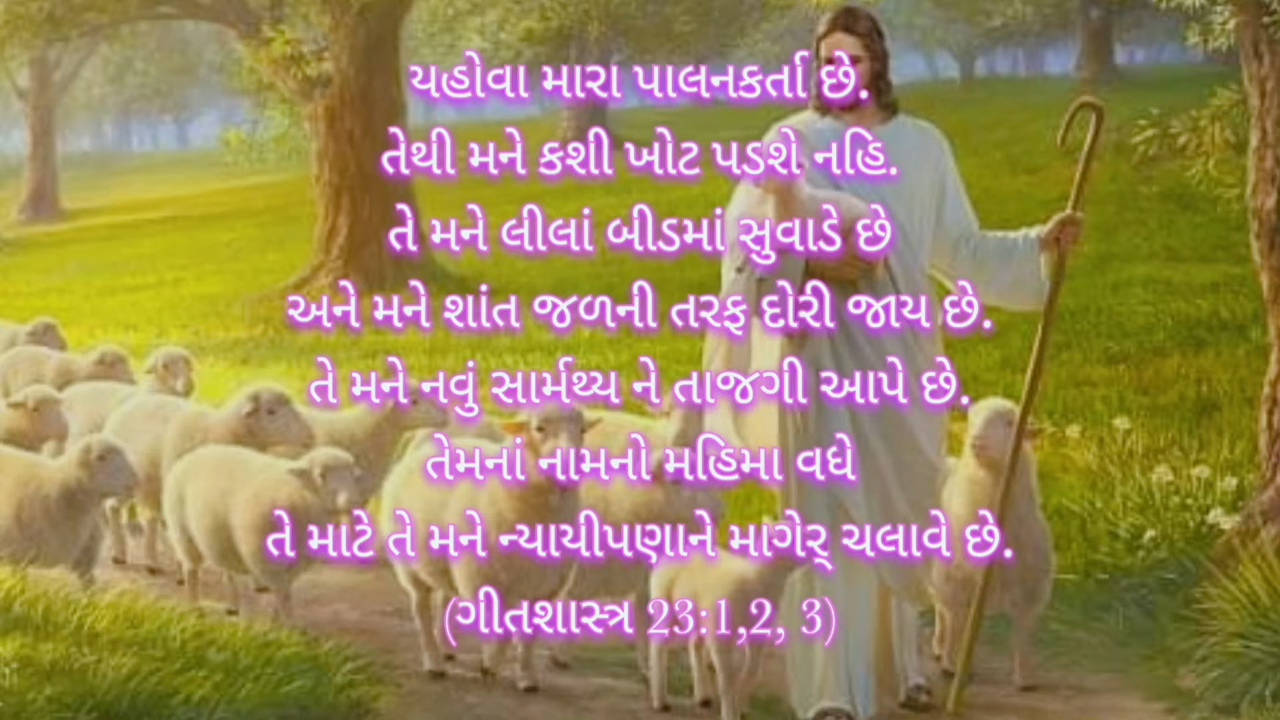 યહોવા મારા પાલનકર્તા છે.
તેથી મને કશી ખોટ પડશે નહિ.
તે મને લીલાં બીડમાં સુવાડે છે
અને મને શાંત જળની તરફ દોરી જાય છે.
તે મને નવું સાર્મથ્ય ને તાજગી આપે છે.
તેમનાં નામનો મહિમા વધે
તે માટે તે મને ન્યાયીપણાને માગેર્ ચલાવે છે.
(ગીતશાસ્ત્ર 23:1,2, 3)